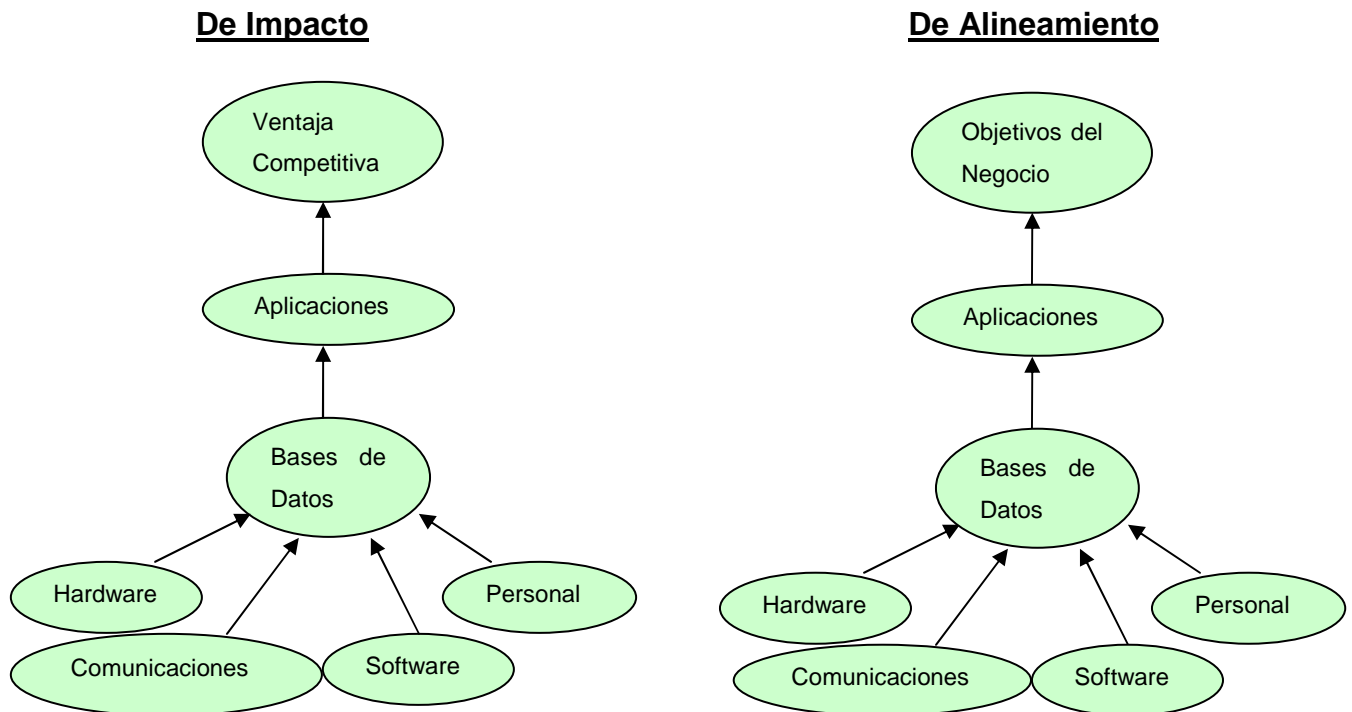 De Impacto
Ventaja
Competitiva
Aplicaciones
Bases de
Datos
Hardware
Personal
Comunicaciones
Software
De Alineamiento
Objetivos del
Negocio
Aplicaciones
Bases de
Datos
Hardware
Personal
Comunicaciones
Software